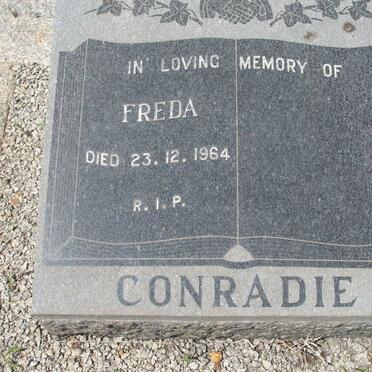 IN LOVING MEMORY OF
FREDA
DIED 23.12.1964
R.I.P.
CONRADIE